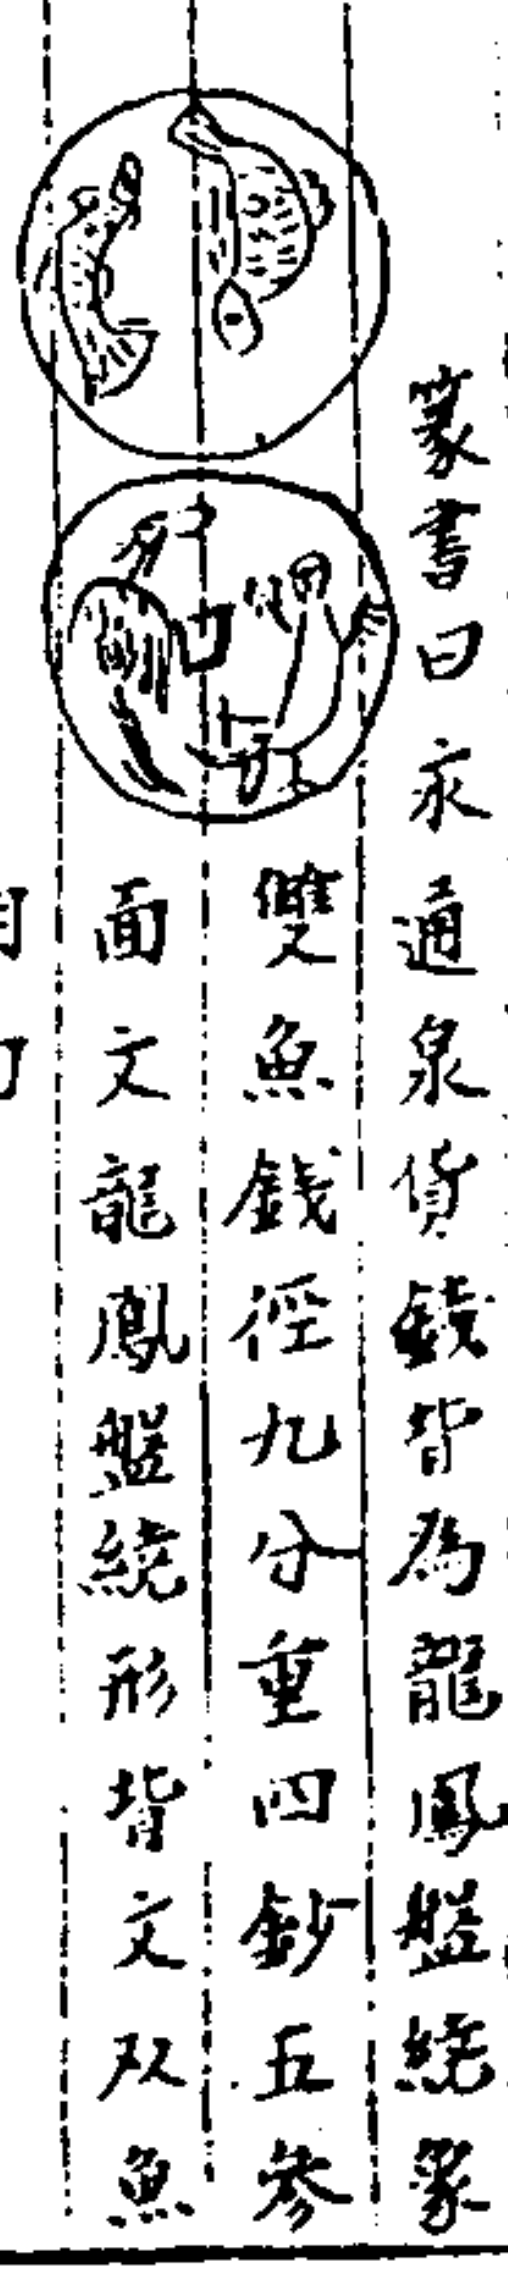 篆書曰永通泉貨錢背為龍鳳盤繞象
雙魚錢徑九分重四鈔五參
面文龍鳳盤繞形背文双魚